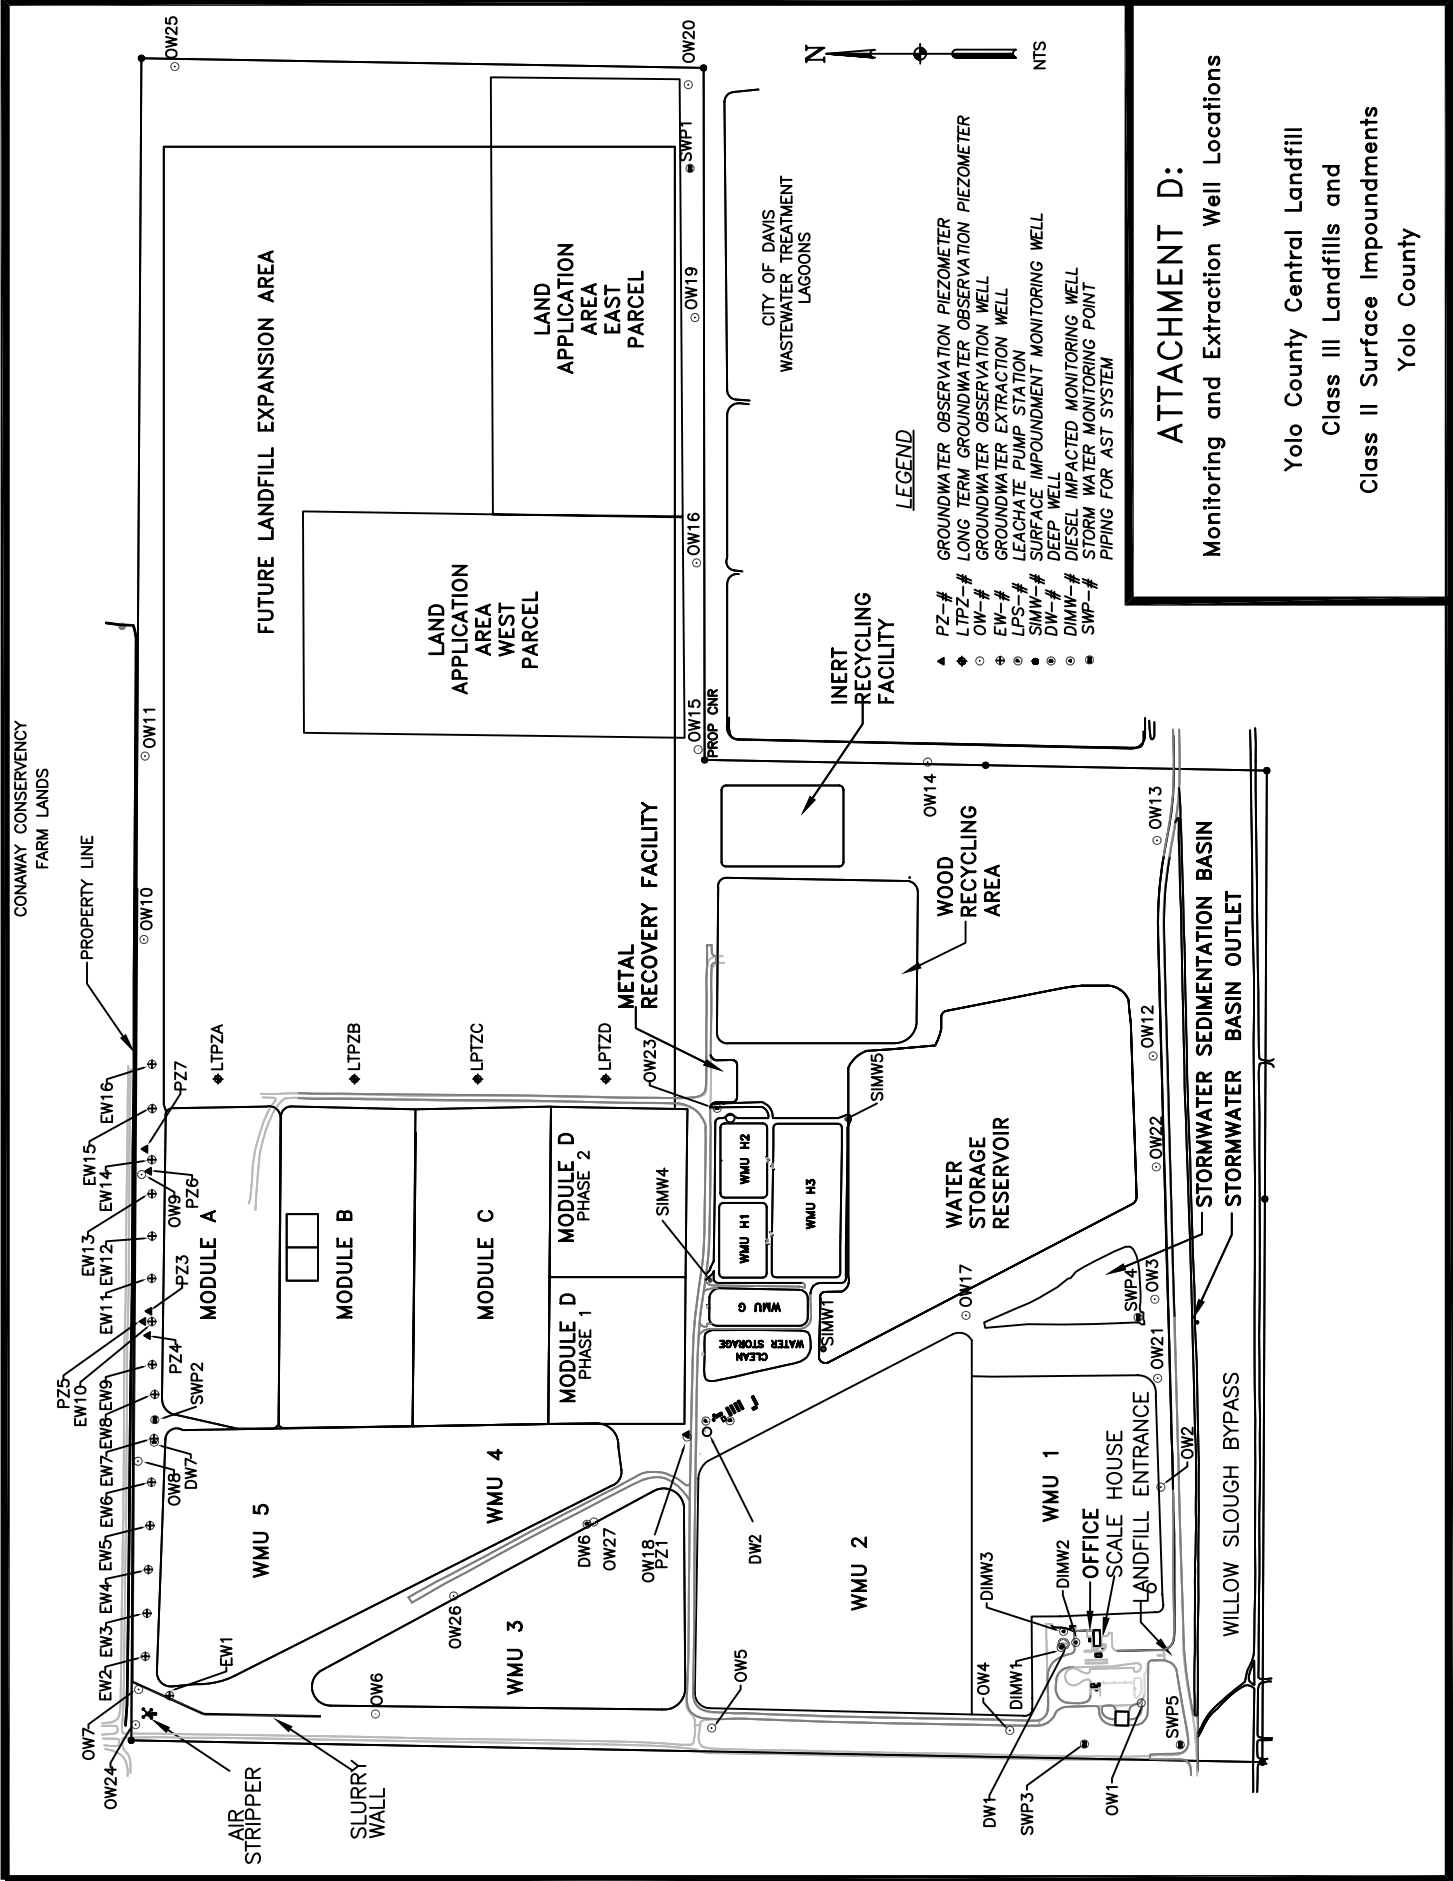 CONAWAY CONSERVENCY
FARM LANDS
PROPERTY LINE
OW24
OW7
EW2
EW3
EW4
EW5
EW6
EW7
EW8
EW9
EW10
PZ5
EW11
EW12
EW13
EW14
EW15
EW16
OW10
OW11
OW25
EW1
OW8
DW7
SWP2
PZ4
PZ3
OW9
PZ6
PZ7
AIR
STRIPPER
SLURRY
WALL
WMU 5
MODULE A
LTPZA
FUTURE LANDFILL EXPANSION AREA
MODULE B
LTPZB
OW6
OW26
WMU 4
MODULE C
LPTZC
LAND
APPLICATION
AREA
WEST
PARCEL
LAND
APPLICATION
AREA
EAST
PARCEL
WMU 3
DW6
OW27
MODULE D
PHASE 1
MODULE D
PHASE 2
LPTZD
OW18
PZ1
SIMW4
OW23
METAL
RECOVERY FACILITY
OW15
PROP CNR
OW16
OW19
SWP1
OW20
OW5
DW2
CLEAN
WATER STORAGE
WMU G
WMU H1
WMU H2
WMU H3
SIMW1
SIMW5
CITY OF DAVIS
WASTEWATER TREATMENT
LAGOONS
N
NTS
INERT
RECYCLING
FACILITY
WMU 2
OW17
WATER
STORAGE
RESERVOIR
WOOD
RECYCLING
AREA
OW14
LEGEND
PZ-# GROUNDWATER OBSERVATION PIEZOMETER
LTPZ-# LONG TERM GROUNDWATER OBSERVATION PIEZOMETER
OW-# GROUNDWATER OBSERVATION WELL
EW-# GROUNDWATER EXTRACTION WELL
LPS-# LEACHATE PUMP STATION
SIMW-# SURFACE IMPOUNDMENT MONITORING WELL
DW-# DEEP WELL
DIMW-# DIESEL IMPACTED MONITORING WELL
SWP-# STORM WATER MONITORING POINT
PIPING FOR AST SYSTEM
DW1
SWP3
OW4
DIMW1
DIMW3
DIMW2
WMU 1
OFFICE
SCALE HOUSE
LANDFILL ENTRANCE
OW1
SWP5
OW2
OW21
SWP4
OW3
OW22
OW12
OW13
STORMWATER SEDIMENTATION BASIN
STORMWATER BASIN OUTLET
WILLOW SLOUGH BYPASS
ATTACHMENT D:
Monitoring and Extraction Well Locations
Yolo County Central Landfill
Class III Landfills and
Class II Surface Impoundments
Yolo County